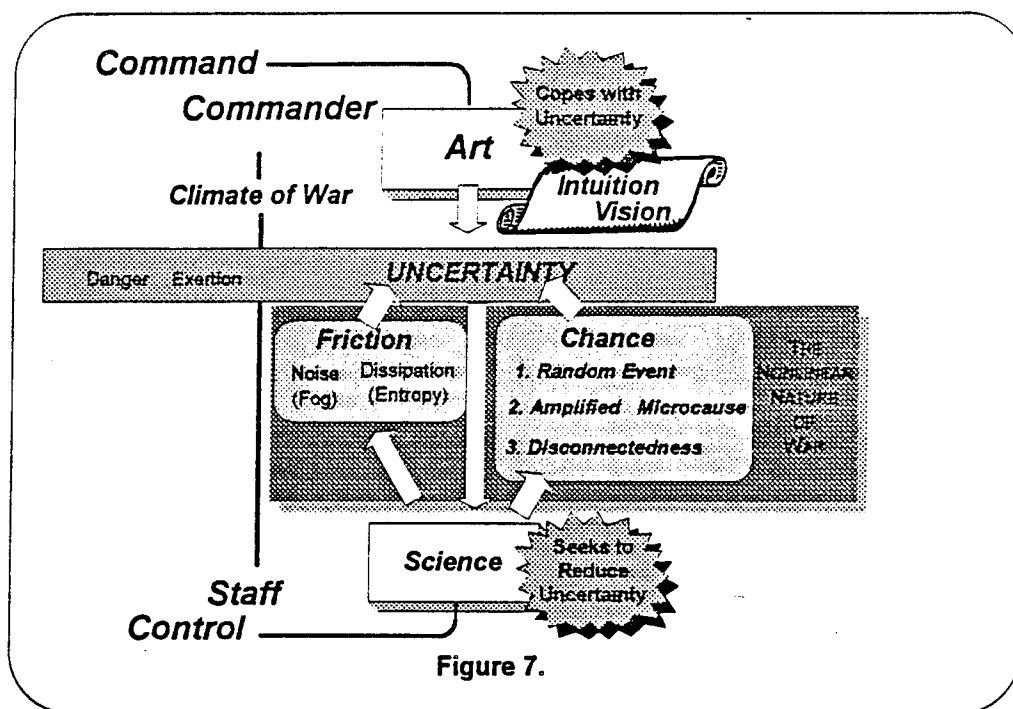 Command
Commander
Copes with
Uncertainty
Art
Intuition
Vision
Climate of War
Danger Exertion
UNCERTAINTY
Friction
Noise
(Fog)
Dissipation
(Entropy)
Chance
1. Random Event
2. Amplified Microcause
3. Disconnectedness
THE
NONLINEAR
NATURE
OF
WAR
Science
Seeks to
Reduce
Uncertainty
Staff
Control
Figure 7.